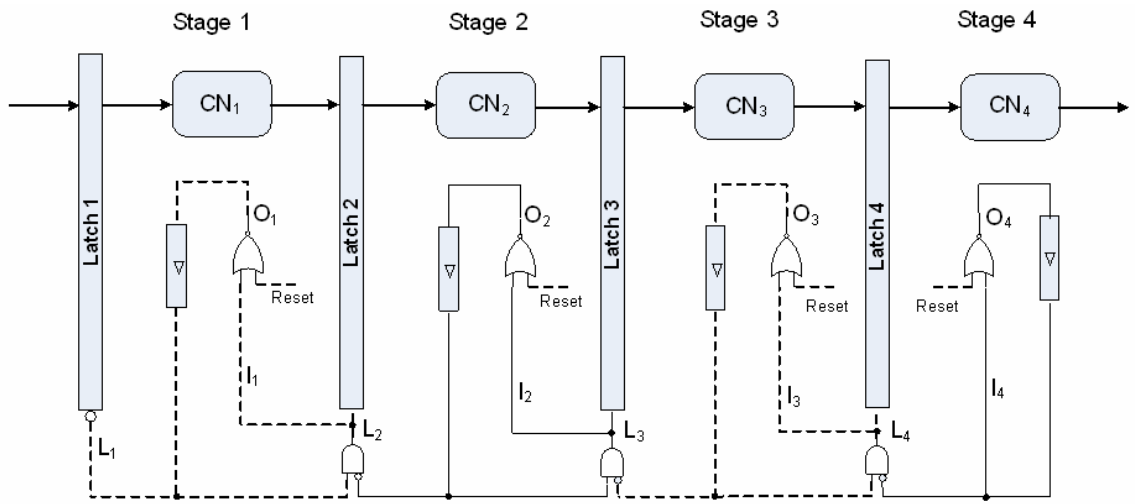 Stage 1
Stage 2
Stage 3
Stage 4
CN₁
CN₂
CN₃
CN₄
Latch 1
Latch 2
Latch 3
Latch 4
O₁
O₂
O₃
O₄
Reset
Reset
Reset
Reset
I₁
I₂
I₃
I₄
L₁
L₂
L₃
L₄